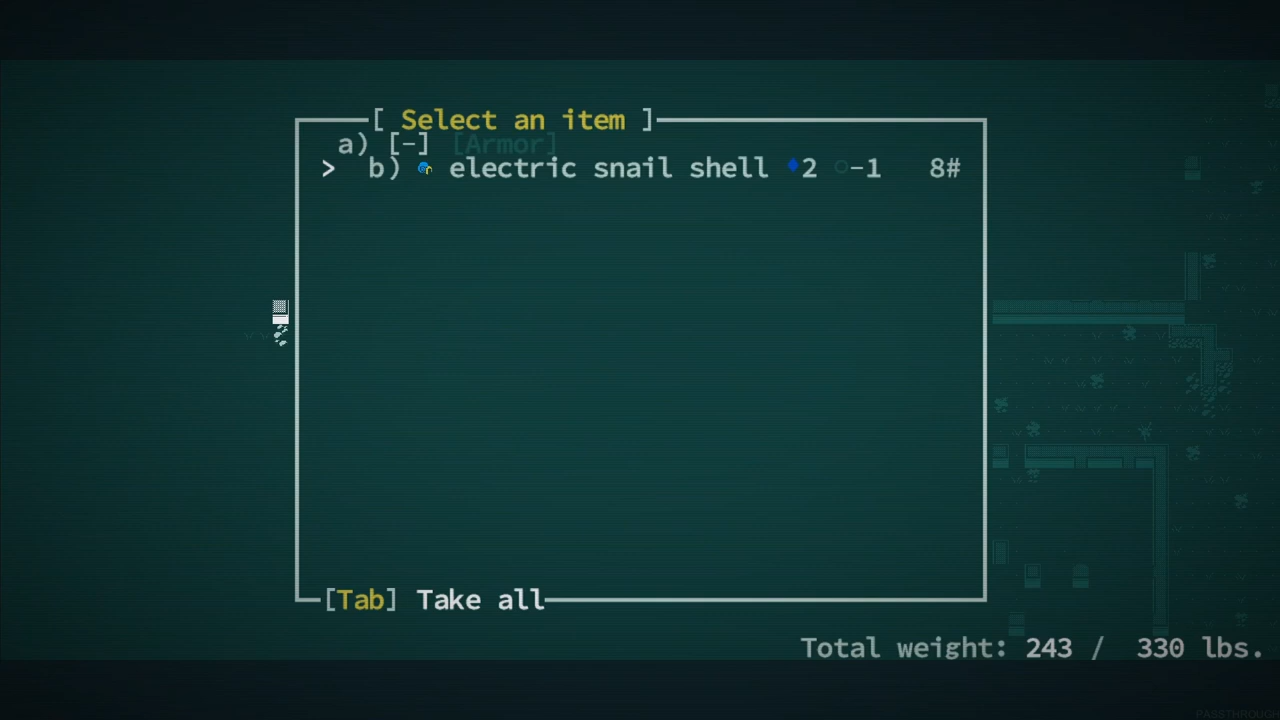 [ Select an item ]
a) [-] [Armor]
> b) electric snail shell ♦2 ○-1 8#
[Tab] Take all
Total weight: 243 / 330 lbs.